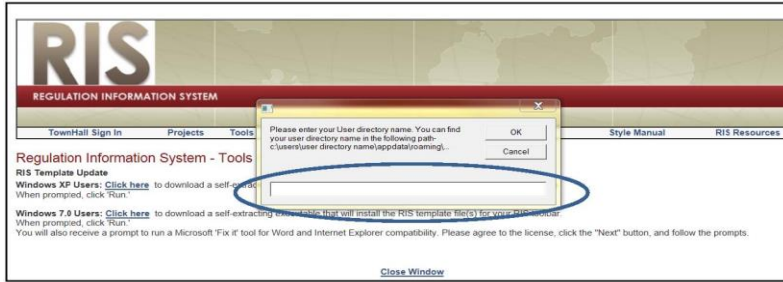 RIS
REGULATION INFORMATION SYSTEM
TownHall Sign In Projects Tools Style Manual RIS Resources
Please enter your User directory name. You can find
your user directory name in the following path-
c:\users\user directory name\appdata\roaming\...
OK
Cancel
Regulation Information System - Tools
RIS Template Update
Windows XP Users: Click here to download a self-extrac
When prompted, click 'Run.'
Windows 7.0 Users: Click here to download a self-extracting executable that will install the RIS template file(s) for your RIS toolbar.
When prompted, click 'Run.'
You will also receive a prompt to run a Microsoft 'Fix it' tool for Word and Internet Explorer compatibility. Please agree to the license, click the "Next" button, and follow the prompts.
Close Window